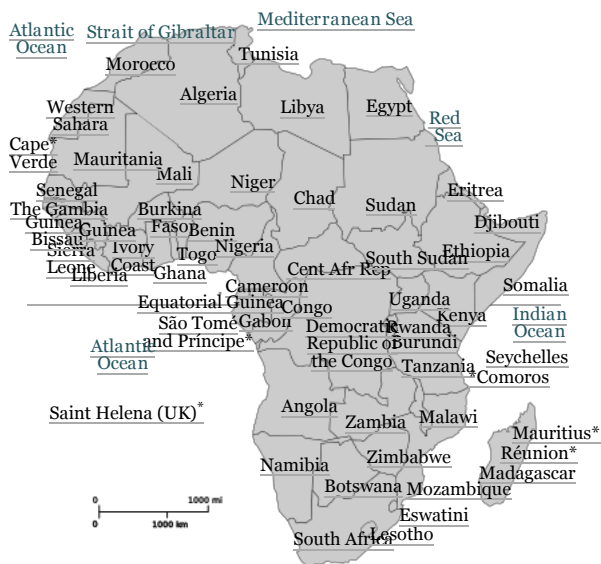 Mediterranean Sea
Atlantic
Ocean
Strait of Gibraltar
Tunisia
Morocco
Algeria
Libya
Egypt
Western
Sahara
Red
Sea
Cape*
Verde
Mauritania
Mali
Niger
Chad
Sudan
Eritrea
Senegal
The Gambia
Guinea
Bissau
Guinea
Burkina
Faso
Benin
Nigeria
Djibouti
Ethiopia
South Sudan
Sierra
Leone
Ivory
Coast
Liberia
Ghana
Togo
Cent Afr Rep
Cameroon
Somalia
Equatorial Guinea
Congo
Uganda
Kenya
Indian
Ocean
São Tomé
and Príncipe*
Gabon
Democratic
Republic of
the Congo
Rwanda
Burundi
Atlantic
Ocean
Tanzania
Seychelles
*Comoros
Saint Helena (UK)*
Angola
Zambia
Malawi
Mauritius*
Réunion*
Madagascar
Namibia
Zimbabwe
Botswana
Mozambique
Eswatini
South Africa
Lesotho
0 1000 mi
0 1000 km